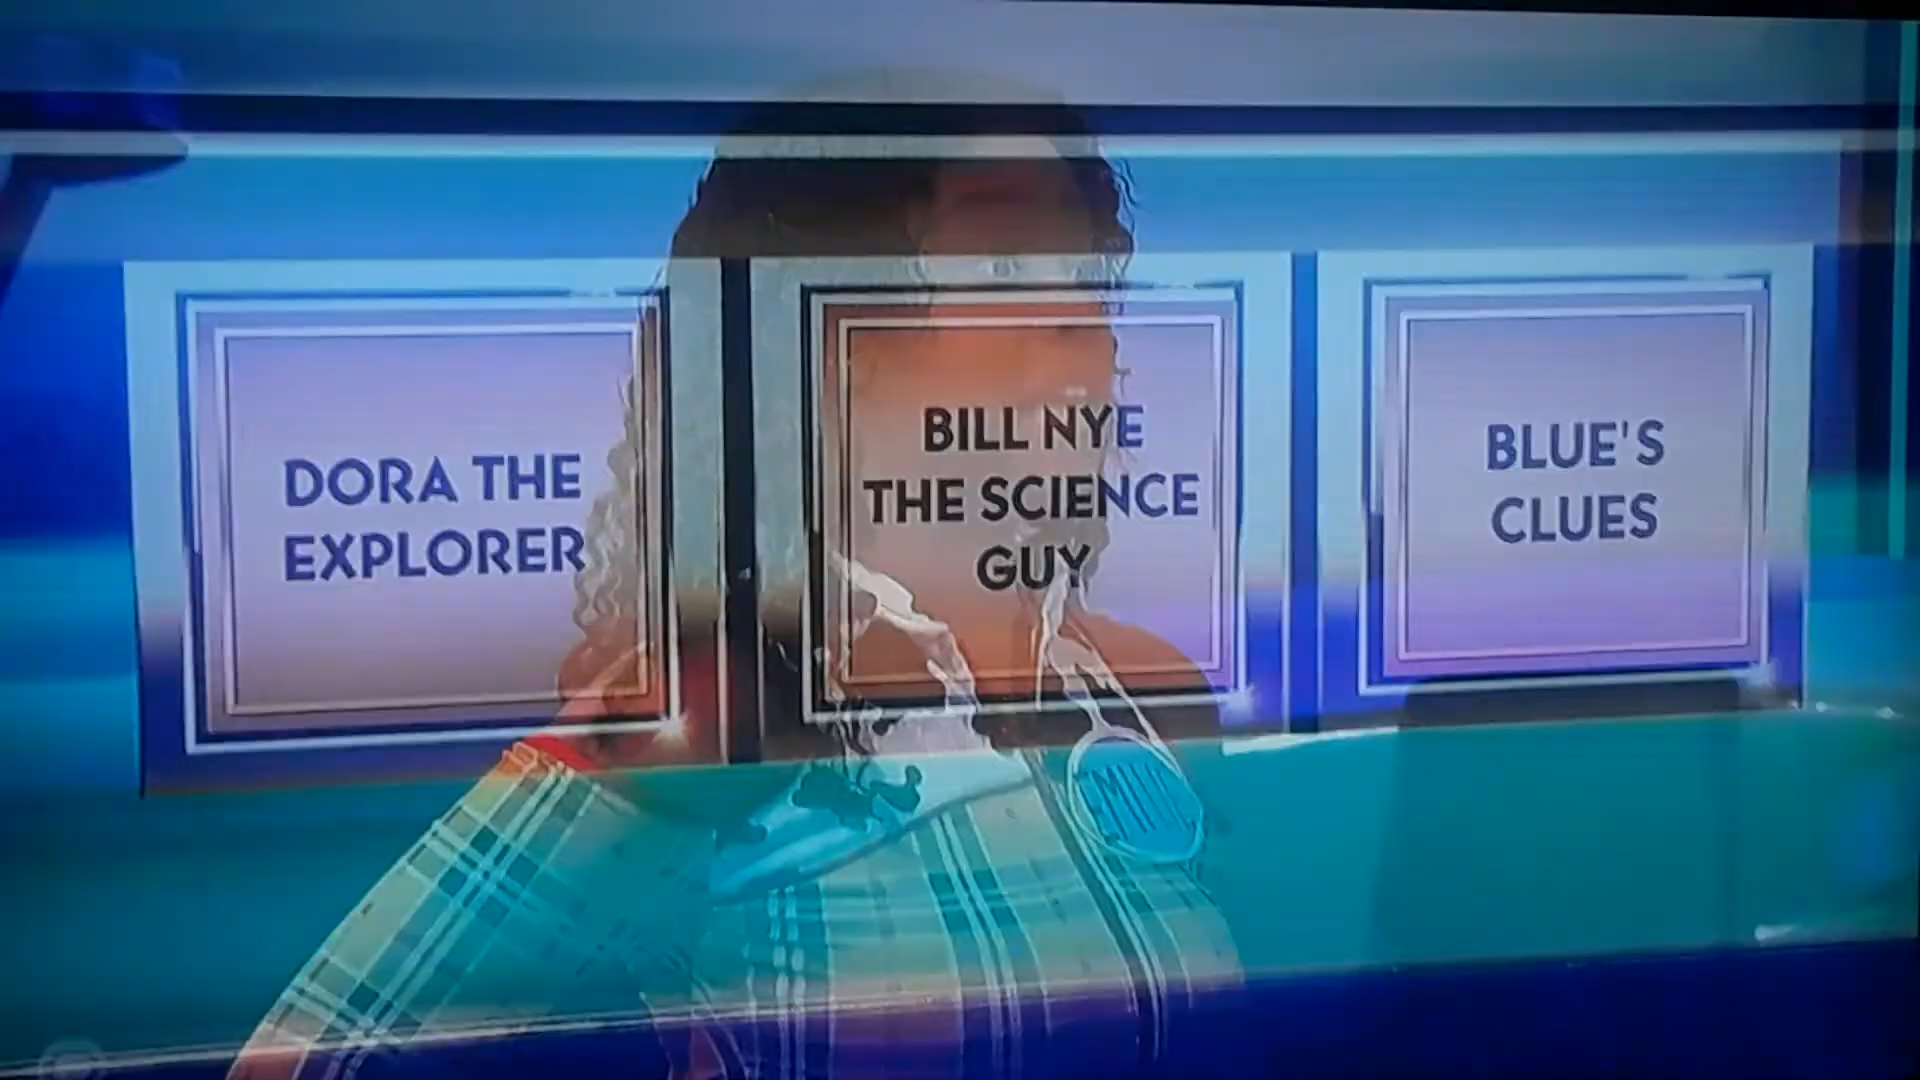 DORA THE
EXPLORER
BILL NYE
THE SCIENCE
GUY
BLUE'S
CLUES